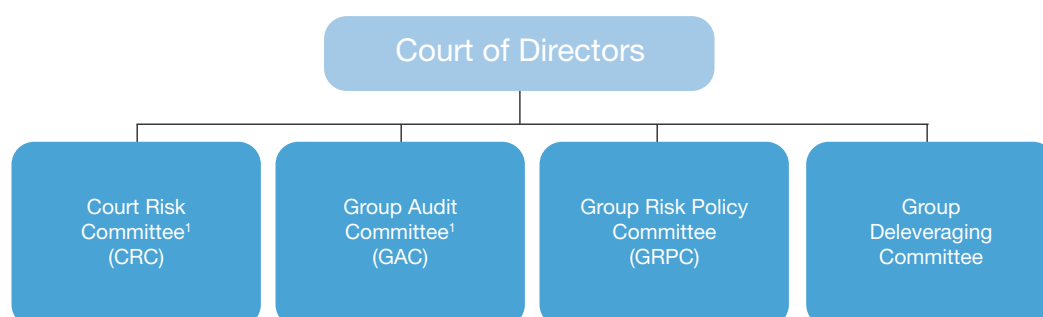 Court of Directors
Court Risk
Committee¹
(CRC)
Group Audit
Committee¹
(GAC)
Group Risk Policy
Committee
(GRPC)
Group
Deleveraging
Committee